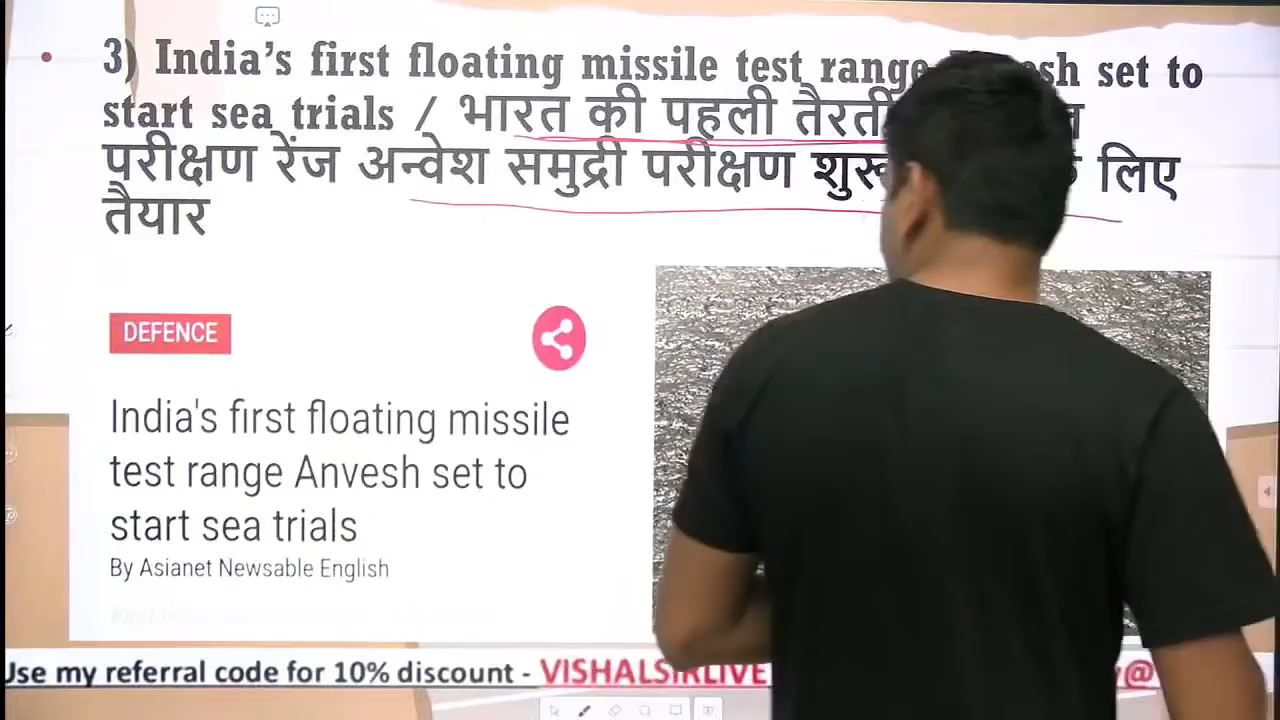 3) India's first floating missile test range set to
start sea trials / भारत की पहली तैरती
परीक्षण रेंज अन्वेश समुद्री परीक्षण लिए
तैयार
DEFENCE
India's first floating missile
test range Anvesh set to
start sea trials
By Asianet Newsable English
Use my referral code for 10% discount - VISHALSIRLIVE